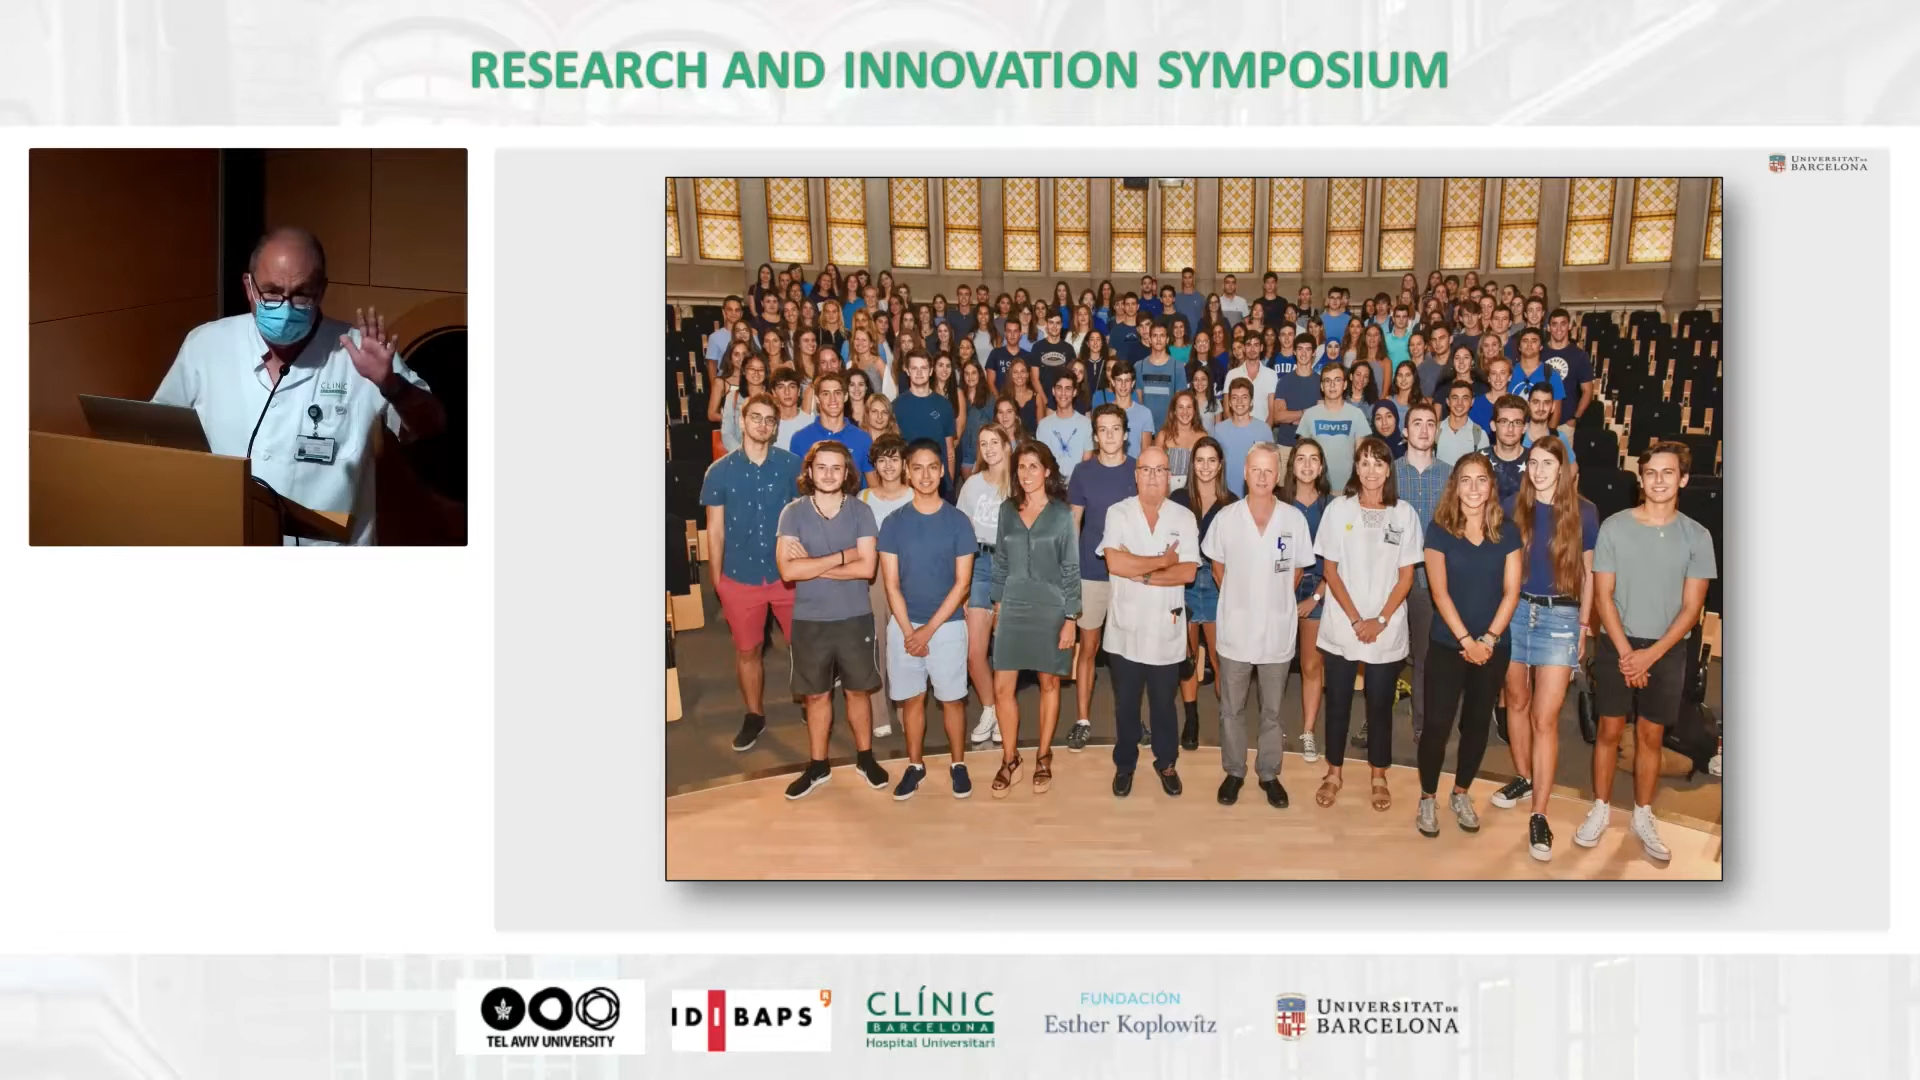 RESEARCH AND INNOVATION SYMPOSIUM
UNIVERSITAT DE
BARCELONA
CLÍNIC
LEVI'S
TEL AVIV UNIVERSITY
IDIBAPS
CLÍNIC
BARCELONA
Hospital Universitari
FUNDACIÓN
Esther Koplowitz
UNIVERSITAT DE
BARCELONA